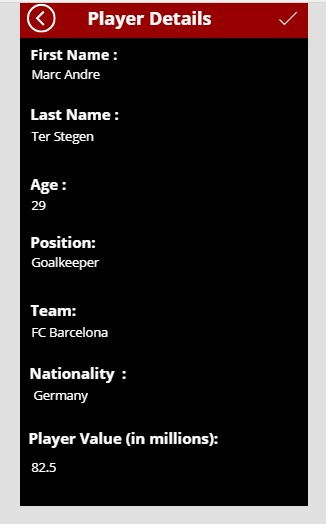 Player Details
First Name :
Marc Andre
Last Name :
Ter Stegen
Age :
29
Position:
Goalkeeper
Team:
FC Barcelona
Nationality :
Germany
Player Value (in millions):
82.5